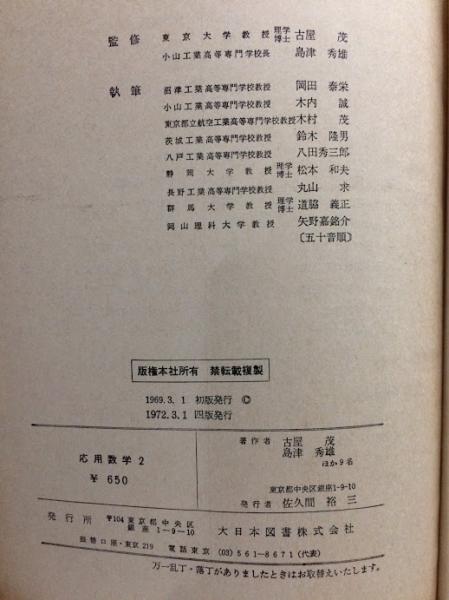 監修 東京大学教授 理学博士 古屋 茂
小山工業高等専門学校長 島津 秀雄
執筆 沼津工業高等専門学校教授 岡田 泰栄
小山工業高等専門学校教授 木内 誠
東京都立航空工業高等専門学校教授 木村 茂
茨城工業高等専門学校教授 鈴木 隆男
八戸工業高等専門学校教授 八田秀三郎
静岡大学教授 理学博士 松本 和夫
長野工業高等専門学校教授 丸山 求
群馬大学教授 理学博士 道脇 義正
岡山理科大学教授 矢野嘉銘介
〔五十音順〕
版権本社所有 禁転載複製
1969.3.1 初版発行 ©
1972.3.1 四版発行
応用数学2
¥ 650
著作者 古屋 茂
島津 秀雄
ほか9名
東京都中央区銀座1-9-10
発行者 佐久間 裕三
発行所 〒104 東京都中央区銀座1-9-10 大日本図書株式会社
振替口座・東京 219 電話東京 (03) 561-8671 (代表)
万一乱丁・落丁がありましたときはお取替えいたします。